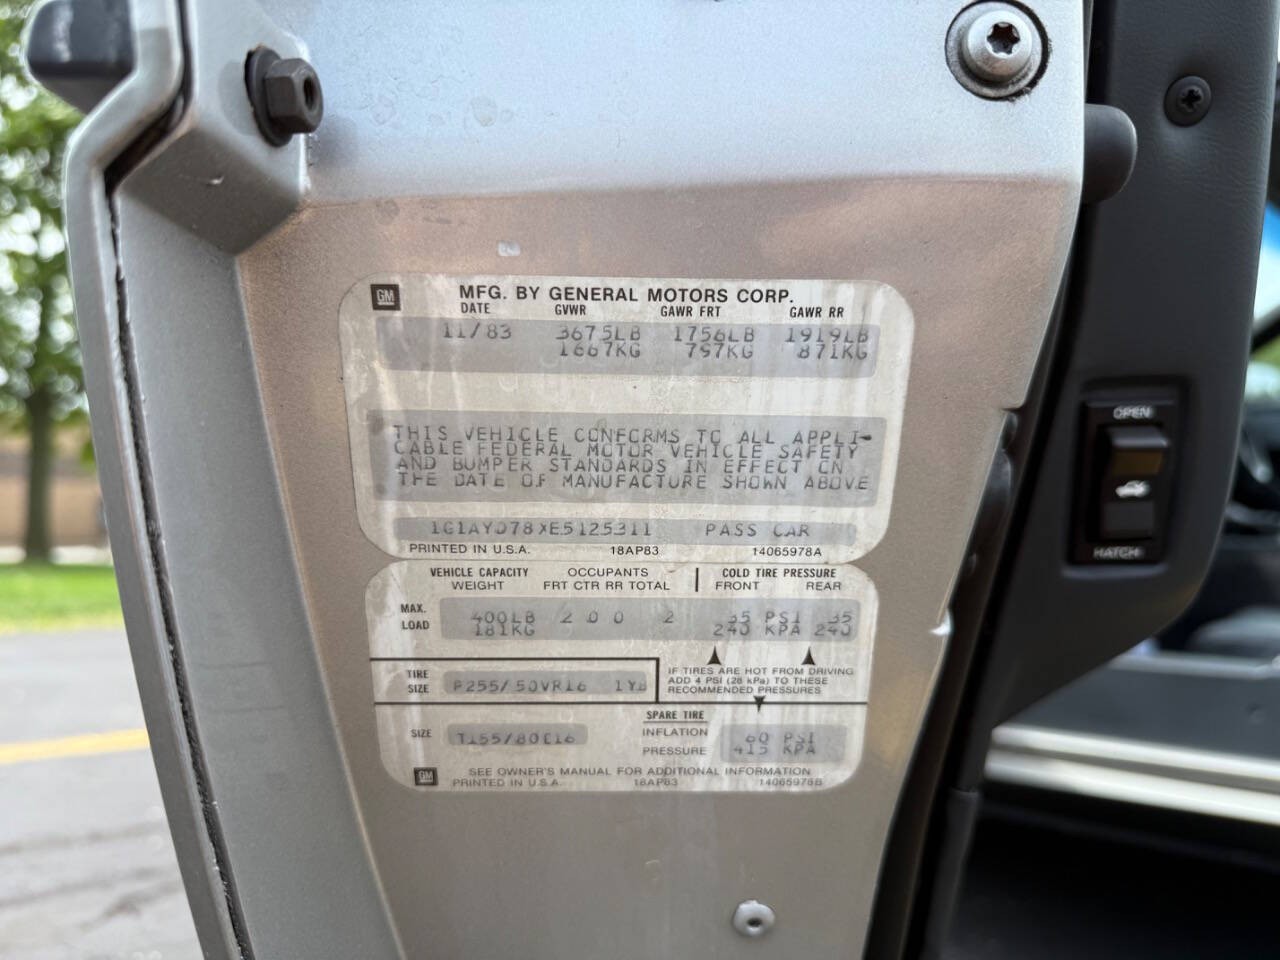 GM
MFG. BY GENERAL MOTORS CORP.
DATE GVWR GAWR FRT GAWR RR
11/83 3675LB 1756LB 1919LB
1667KG 797KG 871KG
THIS VEHICLE CONFORMS TO ALL APPLI-
CABLE FEDERAL MOTOR VEHICLE SAFETY
AND BUMPER STANDARDS IN EFFECT ON
THE DATE OF MANUFACTURE SHOWN ABOVE
1G1AY078XE5125311 PASS CAR
PRINTED IN U.S.A. 18AP83 14065978A
VEHICLE CAPACITY OCCUPANTS COLD TIRE PRESSURE
WEIGHT FRT CTR RR TOTAL FRONT REAR
MAX. LOAD
400LB 2 0 0 2 35 PSI 35
181KG 240 KPA 240
TIRE SIZE P255/50VR16 1YB
IF TIRES ARE HOT FROM DRIVING
ADD 4 PSI (28 kPa) TO THESE
RECOMMENDED PRESSURES
SIZE T155/80D16
SPARE TIRE
INFLATION 60 PSI
PRESSURE 415 KPA
GM
SEE OWNER'S MANUAL FOR ADDITIONAL INFORMATION
PRINTED IN U.S.A. 18AP83 14065978B
OPEN
HATCH